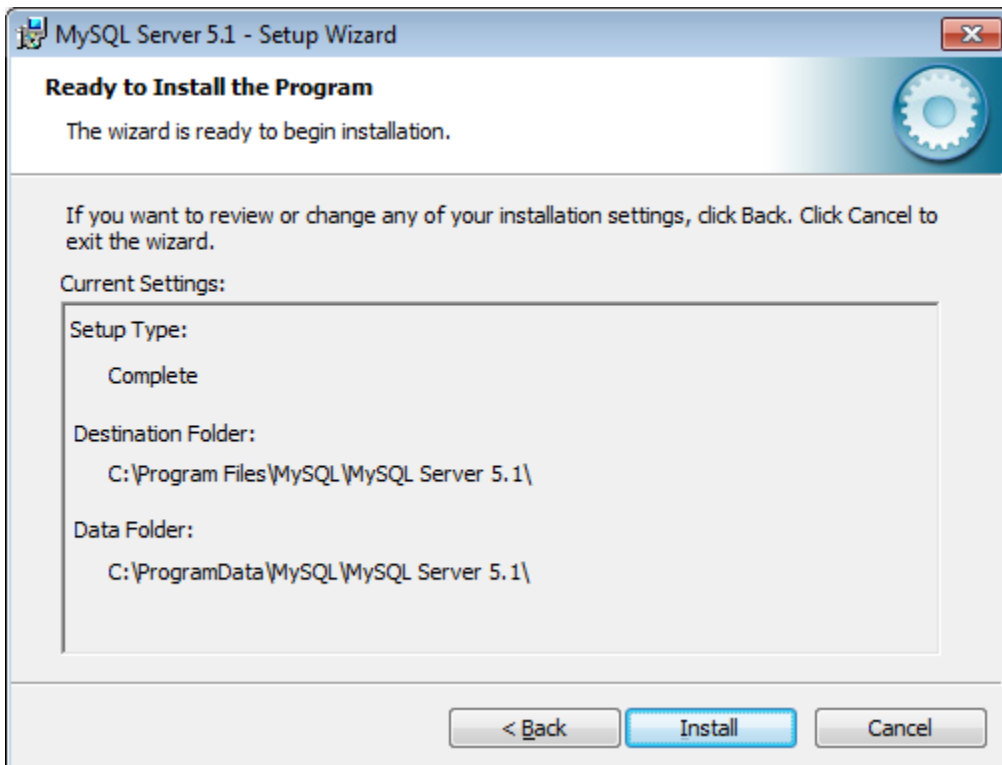 MySQL Server 5.1 - Setup Wizard
Ready to Install the Program
The wizard is ready to begin installation.
If you want to review or change any of your installation settings, click Back. Click Cancel to
exit the wizard.
Current Settings:
Setup Type:
Complete
Destination Folder:
C:\Program Files\MySQL\MySQL Server 5.1\
Data Folder:
C:\ProgramData\MySQL\MySQL Server 5.1\
< Back
Install
Cancel